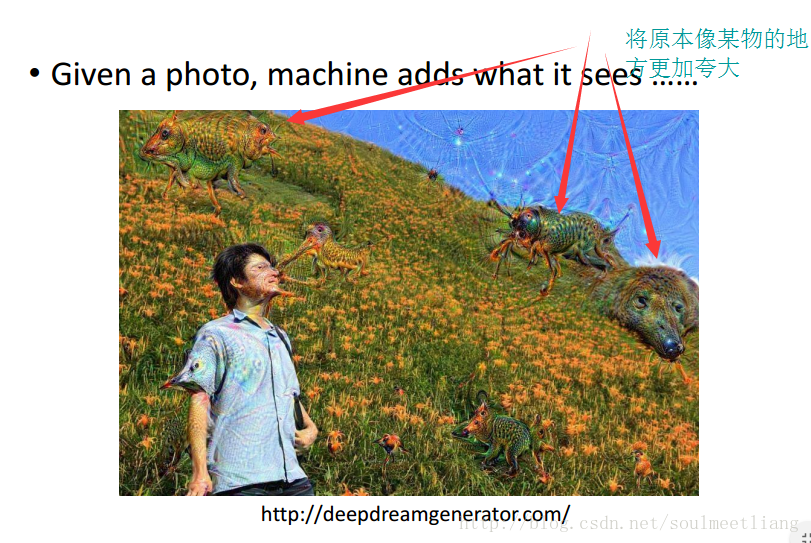 将原本像某物的地
方更加夸大
• Given a photo, machine adds what it sees ……
http://deepdreamgenerator.com/
http://blog.csdn.net/soulmeetliang